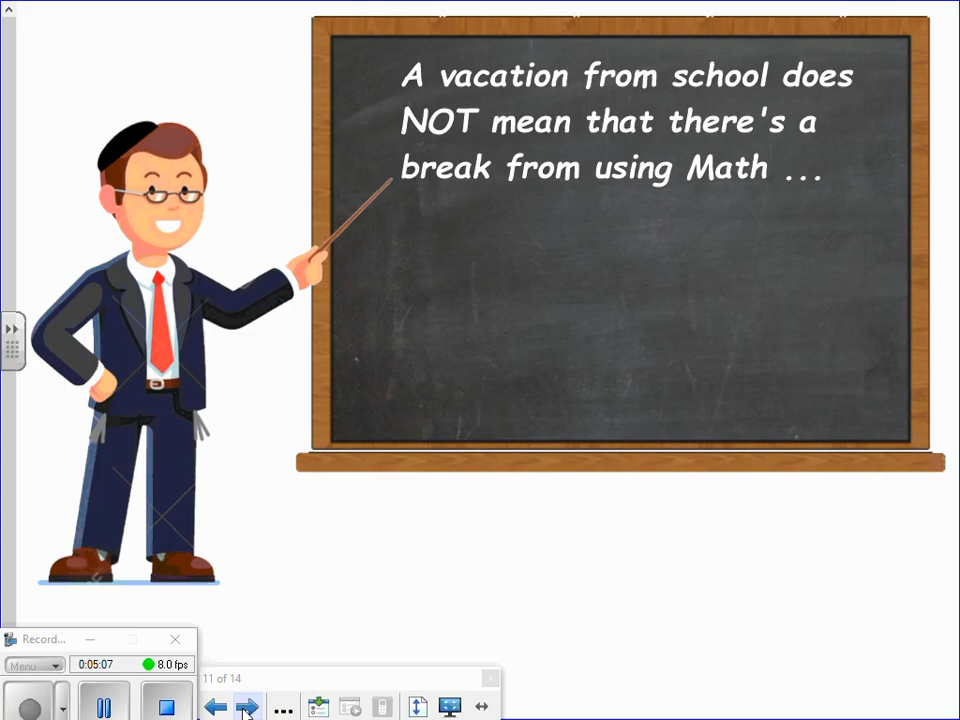 A vacation from school does
NOT mean that there's a
break from using Math ...
Record...
Menu
0:05:07
8.0 fps
11 of 14